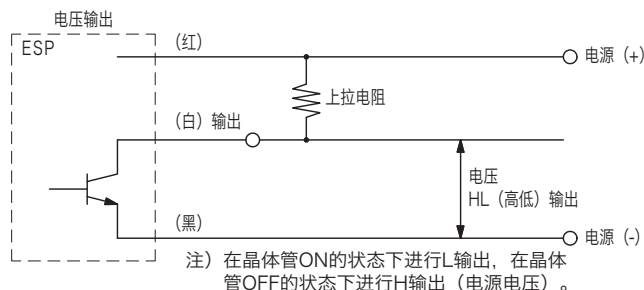 电压输出
ESP
（红）
电源（+）
上拉电阻
（白）输出
电压
HL（高低）输出
（黑）
电源（-）
注）在晶体管ON的状态下进行L输出，在晶体
管OFF的状态下进行H输出（电源电压）。